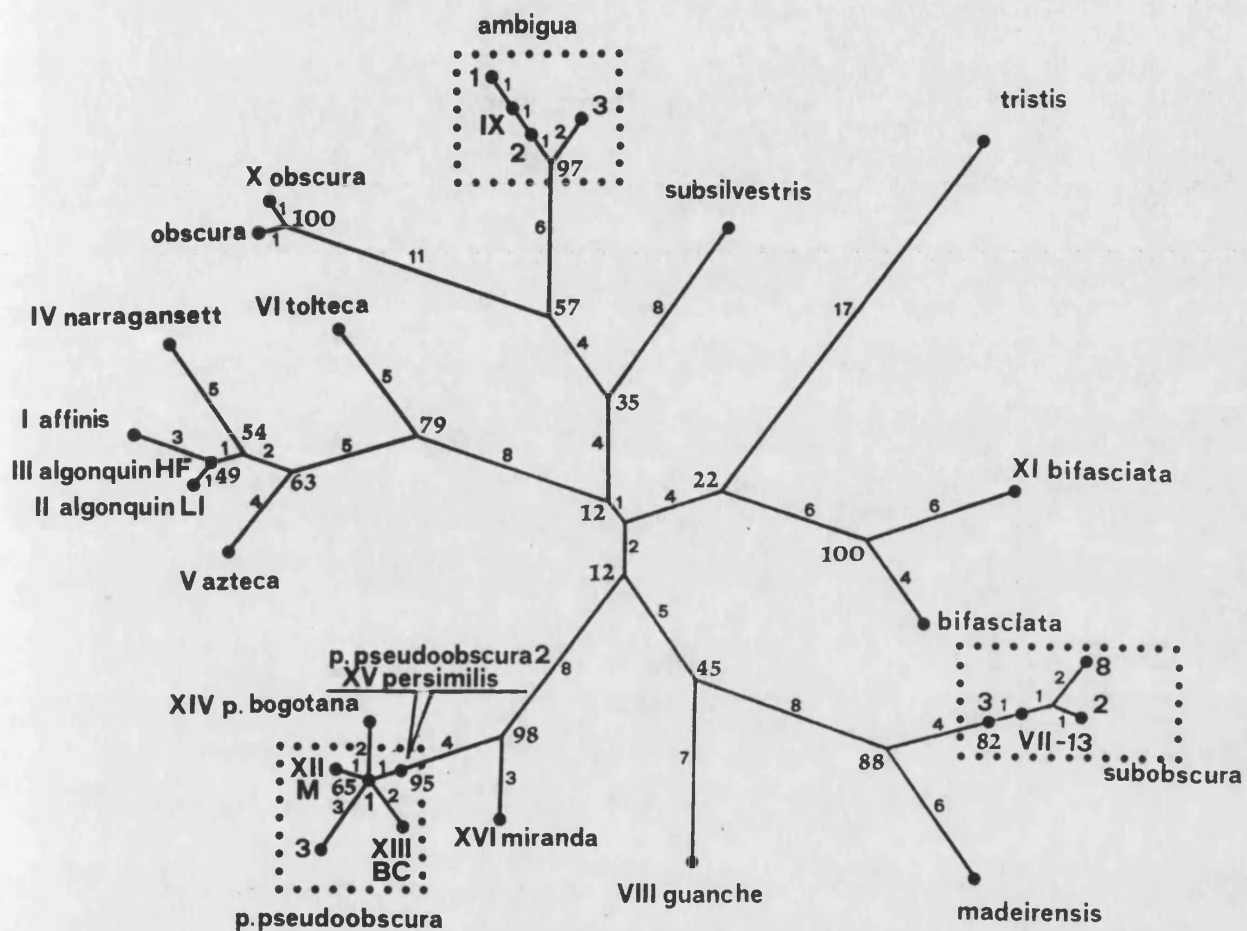 ambigua
1
1
1
IX
3
2
1
2
97
tristis
X obscura
1
100
obscura
1
subsilvestris
6
11
57
8
17
IV narragansett
VI tolteca
4
5
5
35
I affinis
3
54
79
1
2
5
4
8
III algonquin HF
49
1
63
II algonquin LI
4
V azteca
12
1
4
22
6
6
XI bifasciata
100
2
4
12
bifasciata
5
8
p.pseudoobscura2
XV persimilis
XIV p. bogotana
45
8
2
8
3
1
1
2
4
82
VII-13
subobscura
98
4
2
1
1
XII
M
65
95
88
7
3
3
1
2
6
3
XIII
BC
XVI miranda
VIII guanche
madeirensis
p.pseudoobscura